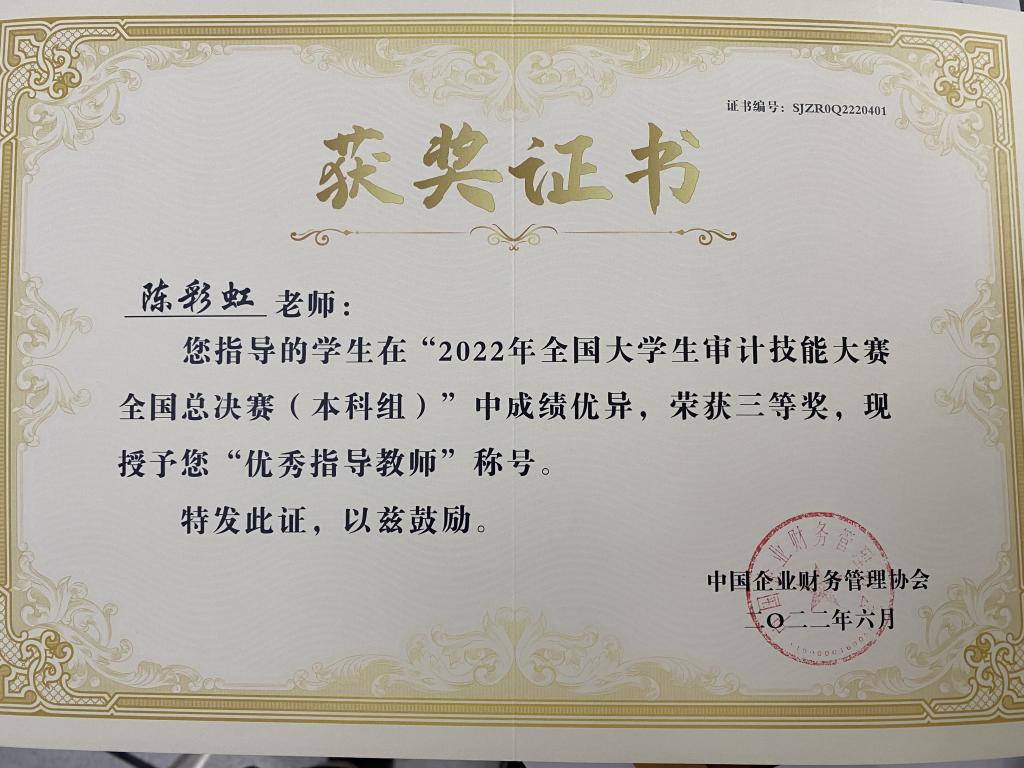 证书编号：SJZR0Q2220401
获奖证书
陈彩虹 老师：
您指导的学生在“2022年全国大学生审计技能大赛
全国总决赛（本科组）”中成绩优异，荣获三等奖，现
授予您“优秀指导教师”称号。
特发此证，以兹鼓励。
中国企业财务管理协会
二〇二二年六月